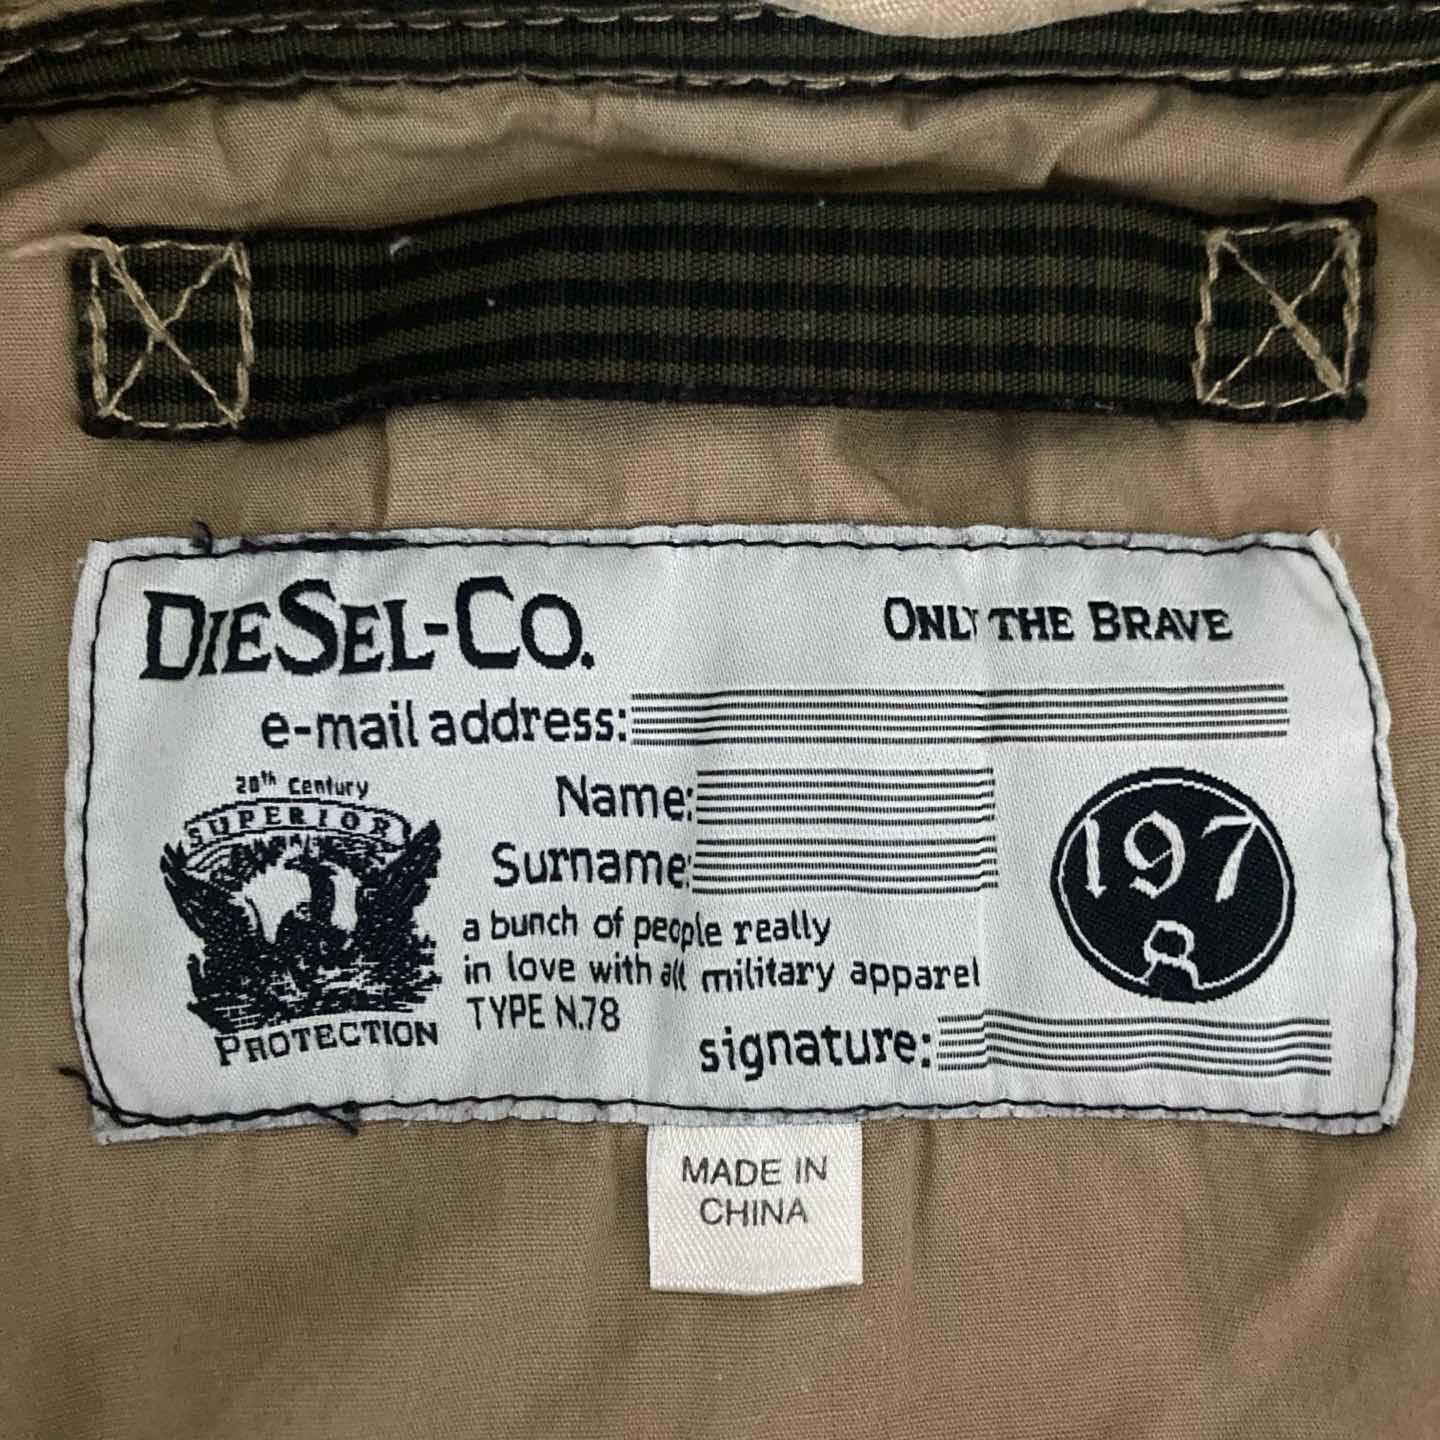 DIESEL-CO.
ONLY THE BRAVE
e-mail address:
Name:
Surname:
20th Century
SUPERIOR
PROTECTION
a bunch of people really
in love with all military apparel
TYPE N.78
signature:
197
8
MADE IN
CHINA